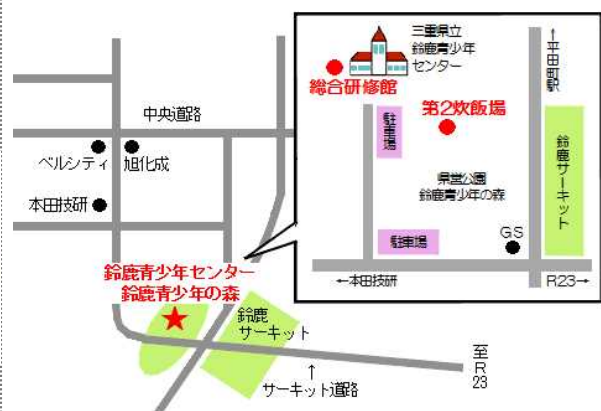 三重県立
鈴鹿青少年
センター
総合研修館
第2炊飯場
駐車場
県営公園
鈴鹿青少年の森
駐車場
GS
←本田技研
R23→
←平田町駅
鈴鹿サーキット
中央道路
ベルシティ
旭化成
本田技研
鈴鹿青少年センター
鈴鹿青少年の森
鈴鹿
サーキット
↑
サーキット道路
至
R
23